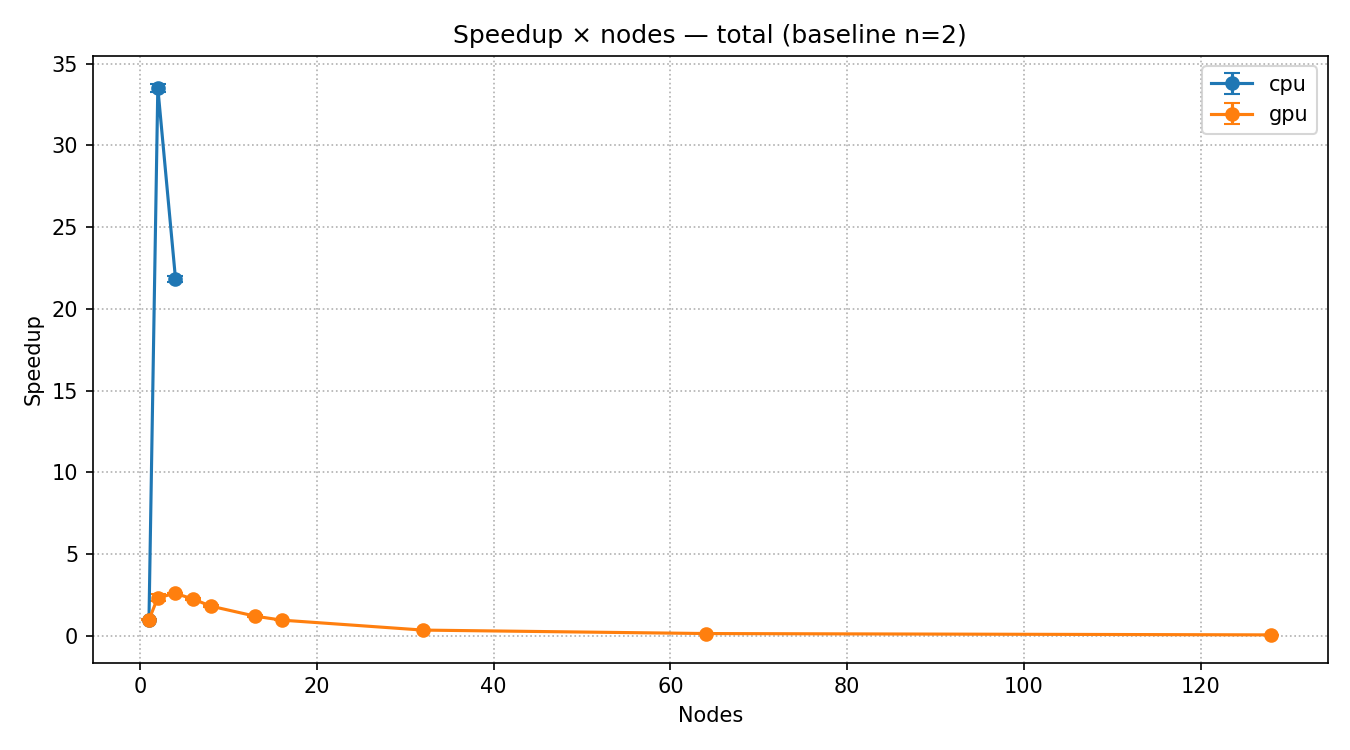 Speedup × nodes — total (baseline n=2)
cpu
gpu
35
30
25
20
15
10
5
0
Speedup
0 20 40 60 80 100 120
Nodes